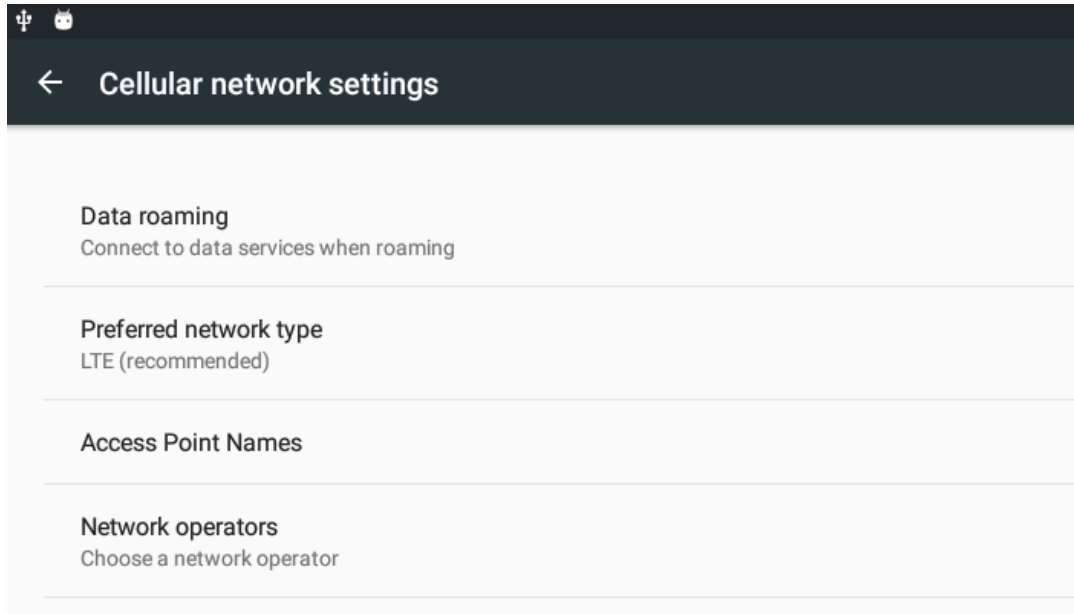 Cellular network settings
Data roaming
Connect to data services when roaming
Preferred network type
LTE (recommended)
Access Point Names
Network operators
Choose a network operator